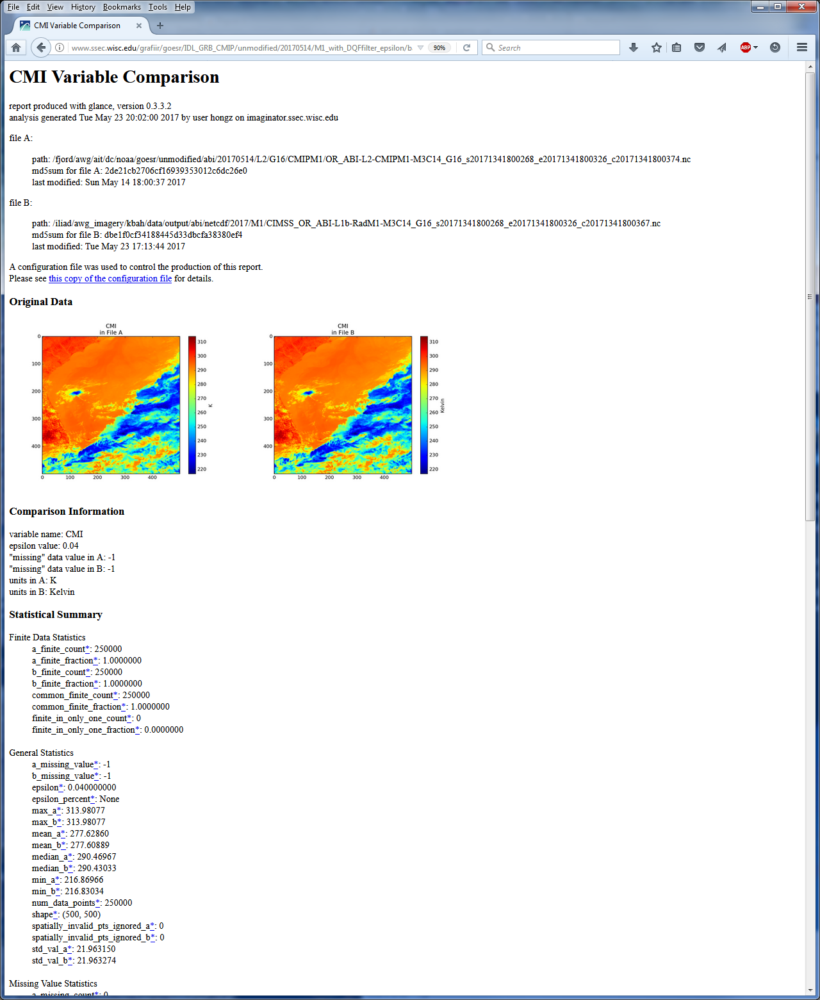 File Edit View History Bookmarks Tools Help
CMI Variable Comparison
www.ssec.wisc.edu/grafiir/goesr/IDL_GRB_CMIP/unmodified/20170514/M1_with_DQFfilter_epsilon/b 90% Search ABP
CMI Variable Comparison
report produced with glance, version 0.3.3.2
analysis generated Tue May 23 20:02:00 2017 by user hongz on imaginator.ssec.wisc.edu
file A:
path: /fjord/awg/ait/dc/noaa/goesr/unmodified/abi/20170514/L2/G16/CMIPM1/OR_ABI-L2-CMIPM1-M3C14_G16_s20171341800268_e20171341800326_c20171341800374.nc
md5sum for file A: 2de21cb2706cf16939353012c6dc26e0
last modified: Sun May 14 18:00:37 2017
file B:
path: /iliad/awg_imagery/kbah/data/output/abi/netcdf/2017/M1/CIMSS_OR_ABI-L1b-RadM1-M3C14_G16_s20171341800268_e20171341800326_c20171341800367.nc
md5sum for file B: dbe1f0cf34188445d33dbcfa38380ef4
last modified: Tue May 23 17:13:44 2017
A configuration file was used to control the production of this report.
Please see this copy of the configuration file for details.
Original Data
CMI
in File A
0
100
200
300
400
0 100 200 300 400
310
300
290
280
270
260
250
240
230
220
K
CMI
in File B
0
100
200
300
400
0 100 200 300 400
310
300
290
280
270
260
250
240
230
220
Kelvin
Comparison Information
variable name: CMI
epsilon value: 0.04
"missing" data value in A: -1
"missing" data value in B: -1
units in A: K
units in B: Kelvin
Statistical Summary
Finite Data Statistics
a_finite_count*: 250000
a_finite_fraction*: 1.0000000
b_finite_count*: 250000
b_finite_fraction*: 1.0000000
common_finite_count*: 250000
common_finite_fraction*: 1.0000000
finite_in_only_one_count*: 0
finite_in_only_one_fraction*: 0.0000000
General Statistics
a_missing_value*: -1
b_missing_value*: -1
epsilon*: 0.040000000
epsilon_percent*: None
max_a*: 313.98077
max_b*: 313.98077
mean_a*: 277.62860
mean_b*: 277.60889
median_a*: 290.46967
median_b*: 290.43033
min_a*: 216.86966
min_b*: 216.83034
num_data_points*: 250000
shape*: (500, 500)
spatially_invalid_pts_ignored_a*: 0
spatially_invalid_pts_ignored_b*: 0
std_val_a*: 21.963150
std_val_b*: 21.963274
Missing Value Statistics
a_missing_count*: 0